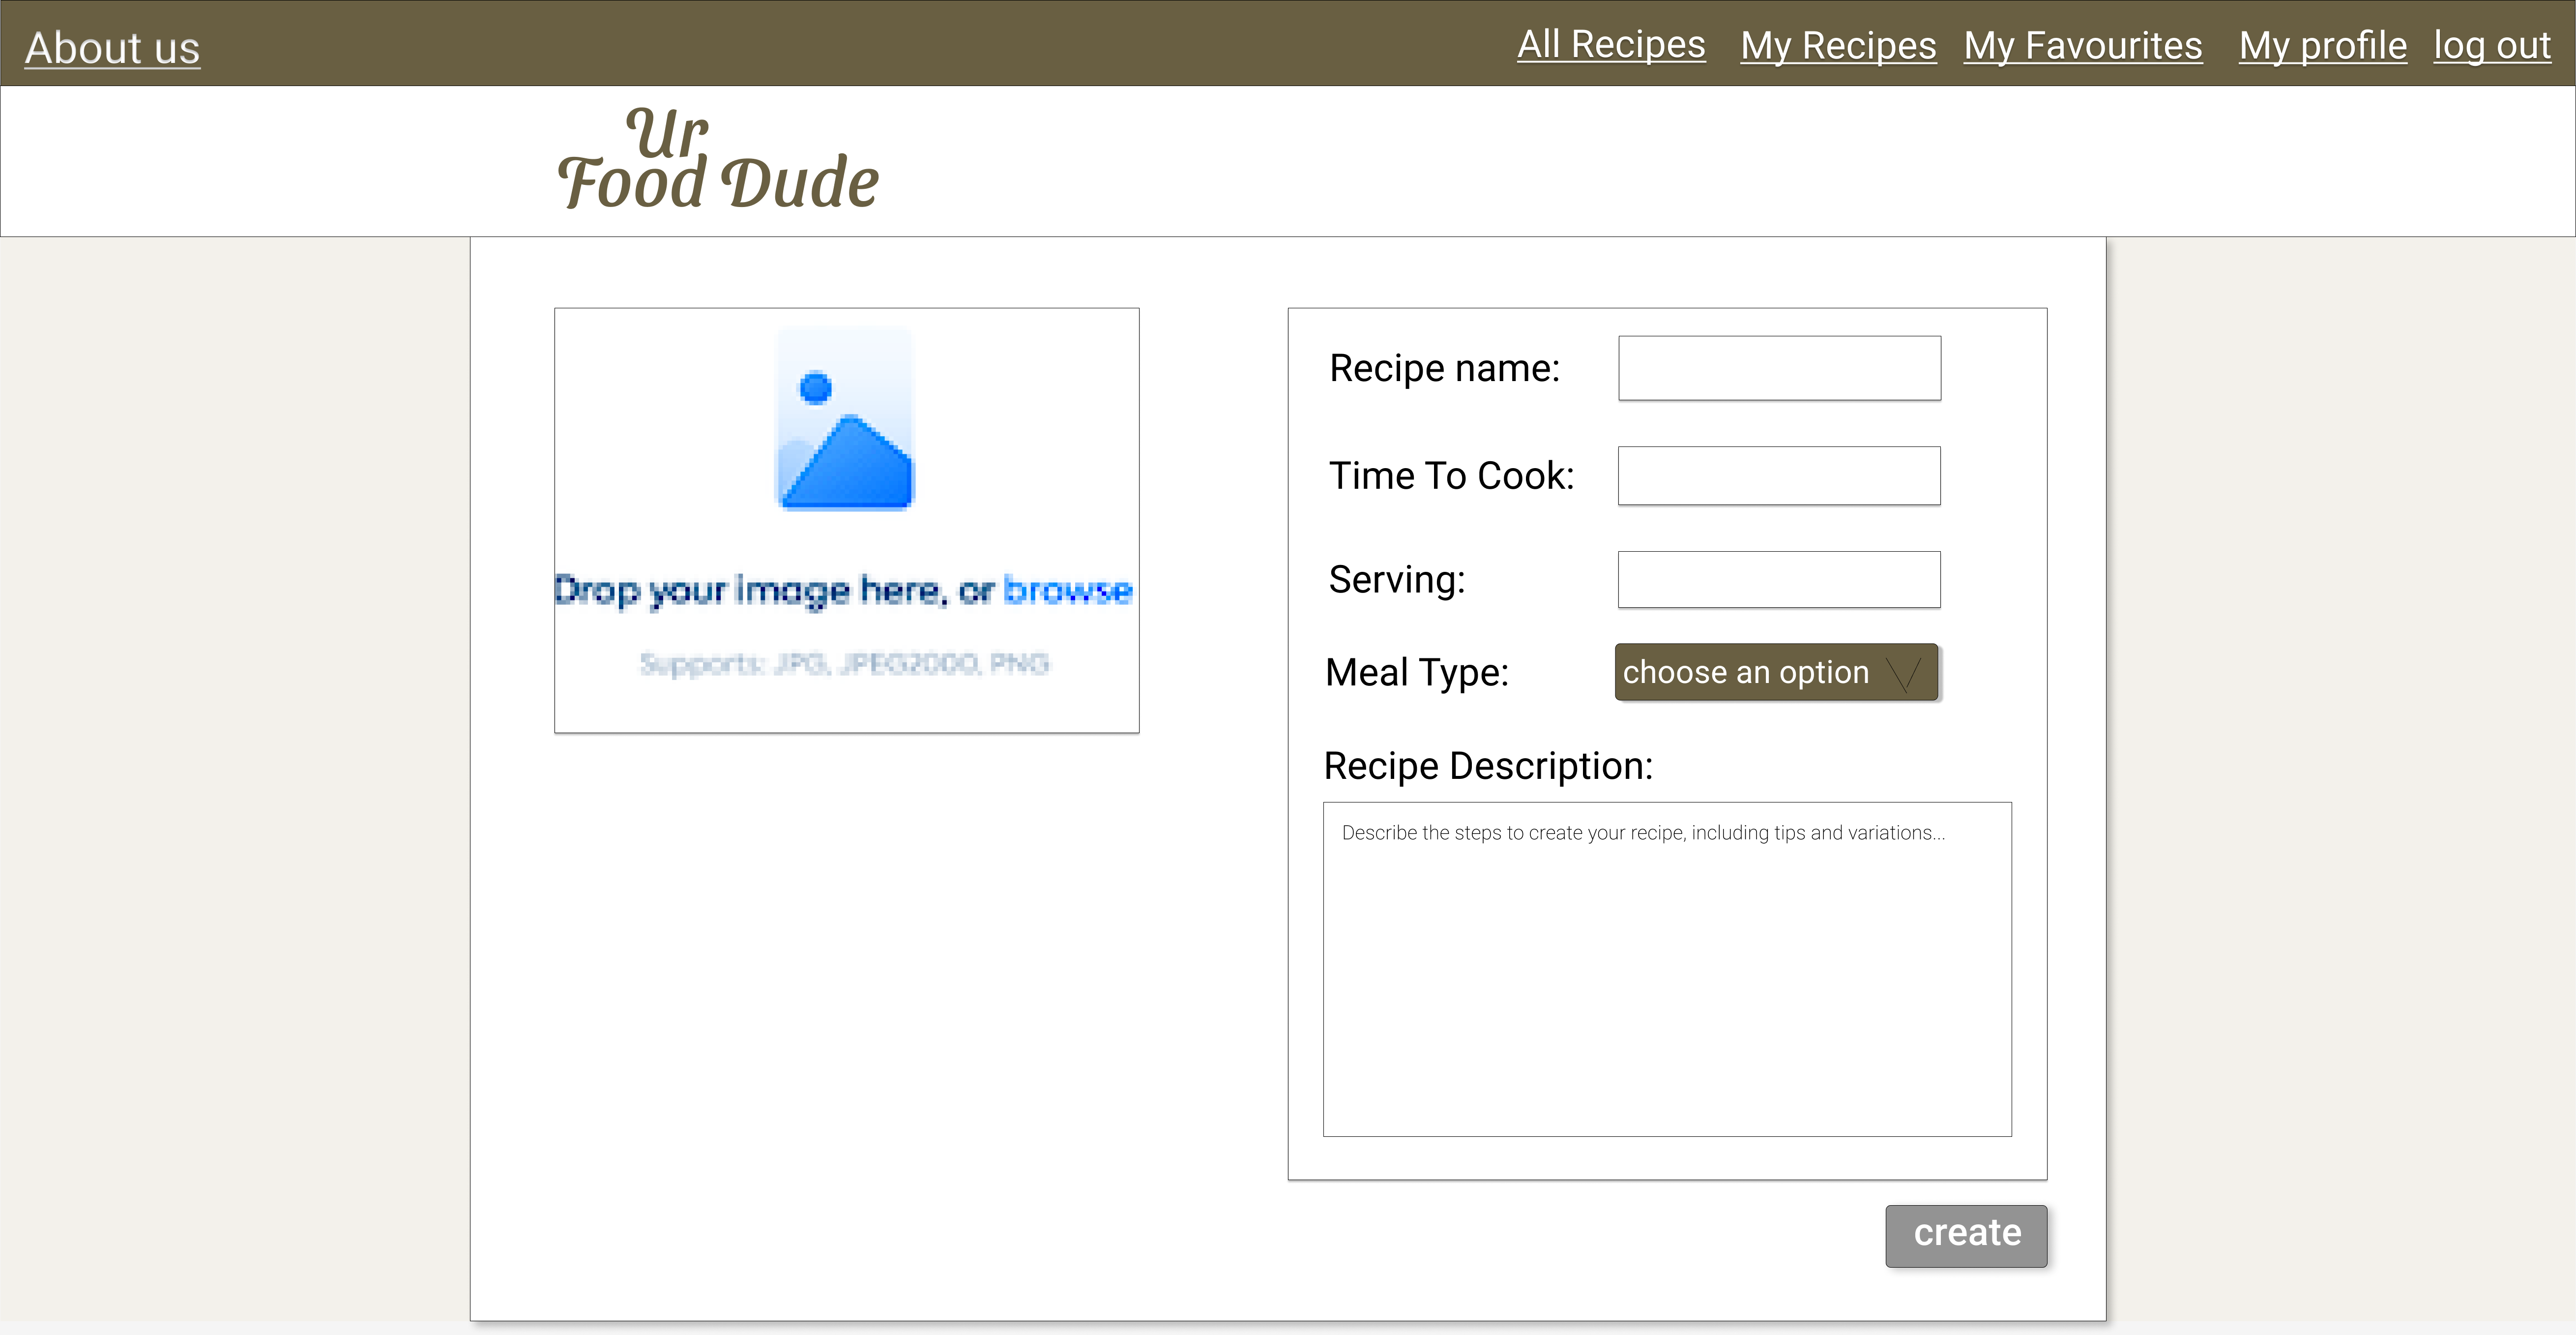 About us
All Recipes My Recipes My Favourites My profile log out
Ur
Food Dude
Drop your image here, or browse
Supports: JPG, JPEG2000, PNG
Recipe name:
Time To Cook:
Serving:
Meal Type: choose an option
Recipe Description:
Describe the steps to create your recipe, including tips and variations...
create